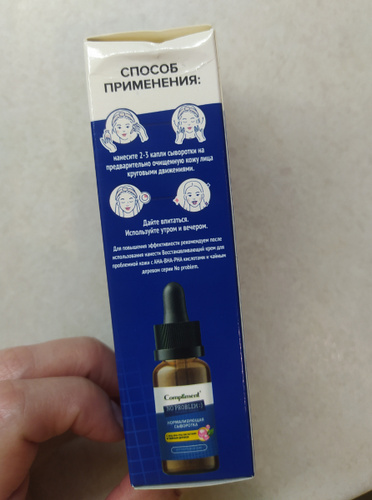 СПОСОБ
ПРИМЕНЕНИЯ:
нанесите 2-3 капли сыворотки на
предварительно очищенную кожу лица
круговыми движениями.
Дайте впитаться.
Используйте утром и вечером.
Для повышения эффективности рекомендуем после
использования нанести Восстанавливающий крем для
проблемной кожи с AHA-BHA-PHA кислотами и чайным
деревом серии No problem.
Compliment
NO PROBLEM
НОРМАЛИЗУЮЩАЯ
СЫВОРОТКА